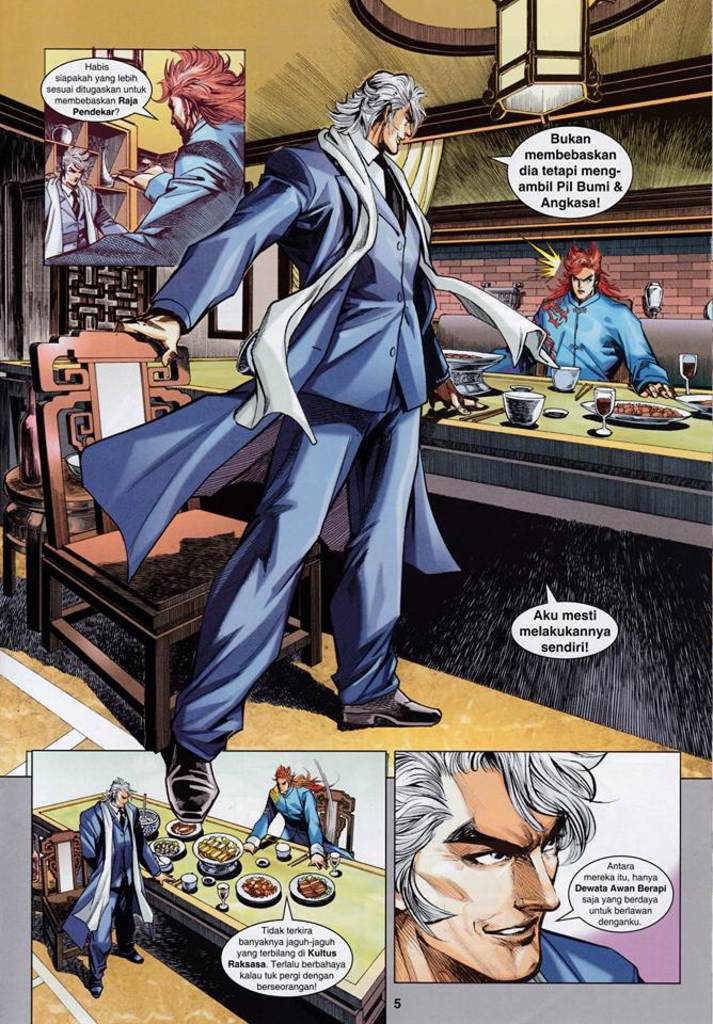 Habis
siapakah yang lebih
sesuai ditugaskan untuk
membebaskan Raja
Pendekar?
Bukan
membebaskan
dia tetapi meng-
ambil Pil Bumi &
Angkasa!
Aku mesti
melakukannya
sendiri!
Tidak terkira
banyaknya jaguh-jaguh
yang terbilang di Kultus
Raksasa. Terlalu berbahaya
kalau tuk pergi dengan
berseorangan!
Antara
mereka itu, hanya
Dewata Awan Berapi
saja yang berdaya
untuk berlawan
denganku.
5